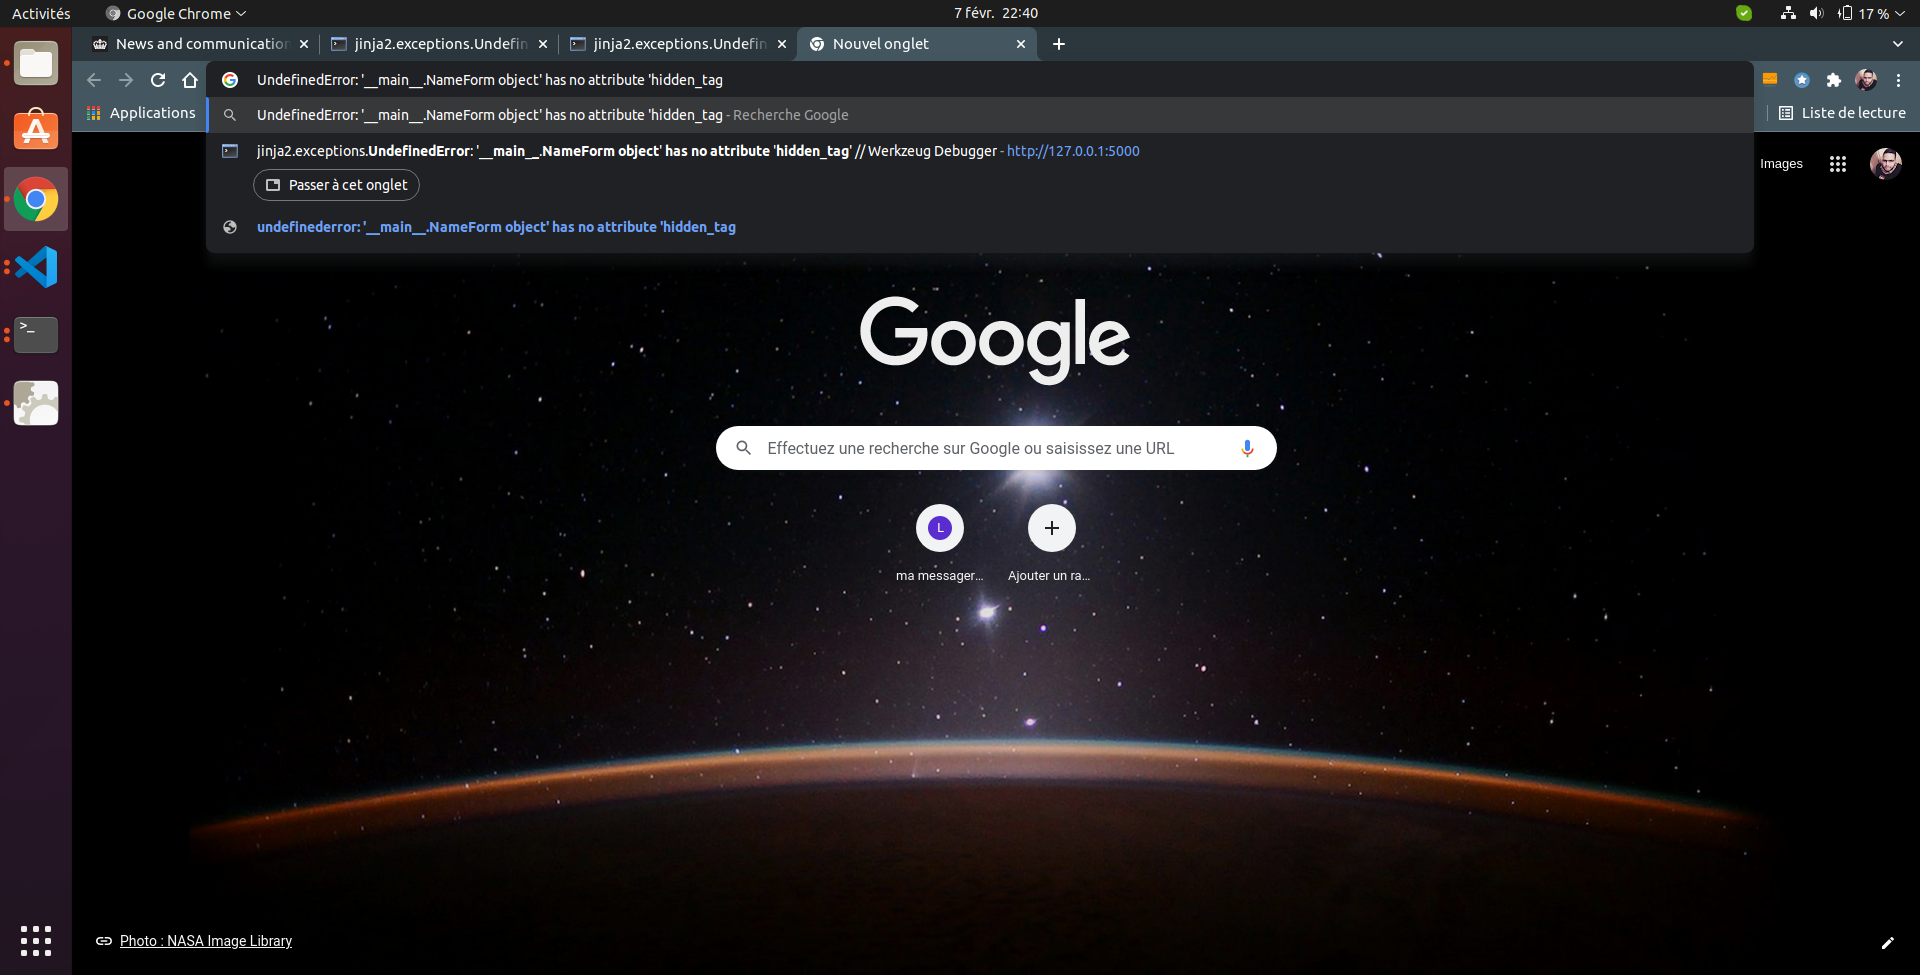 Activités
Google Chrome
7 févr. 22:40
17 %
News and communication
jinja2.exceptions.Undefin
jinja2.exceptions.Undefin
Nouvel onglet
UndefinedError: '__main__.NameForm object' has no attribute 'hidden_tag
Applications
UndefinedError: '__main__.NameForm object' has no attribute 'hidden_tag - Recherche Google
Liste de lecture
jinja2.exceptions.UndefinedError: '__main__.NameForm object' has no attribute 'hidden_tag' // Werkzeug Debugger - http://127.0.0.1:5000
Images
Passer à cet onglet
undefinederror: '__main__.NameForm object' has no attribute 'hidden_tag
Google
Effectuez une recherche sur Google ou saisissez une URL
L
ma messager...
Ajouter un ra...
Photo : NASA Image Library